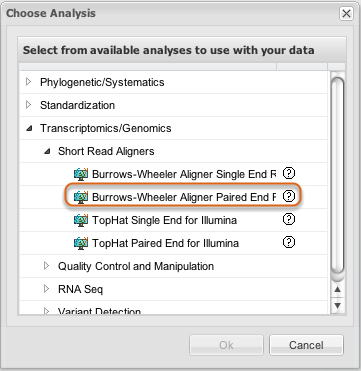 Choose Analysis
Select from available analyses to use with your data
Phylogenetic/Systematics
Standardization
Transcriptomics/Genomics
Short Read Aligners
Burrows-Wheeler Aligner Single End R
Burrows-Wheeler Aligner Paired End F
TopHat Single End for Illumina
TopHat Paired End for Illumina
Quality Control and Manipulation
RNA Seq
Variant Detection
Ok
Cancel